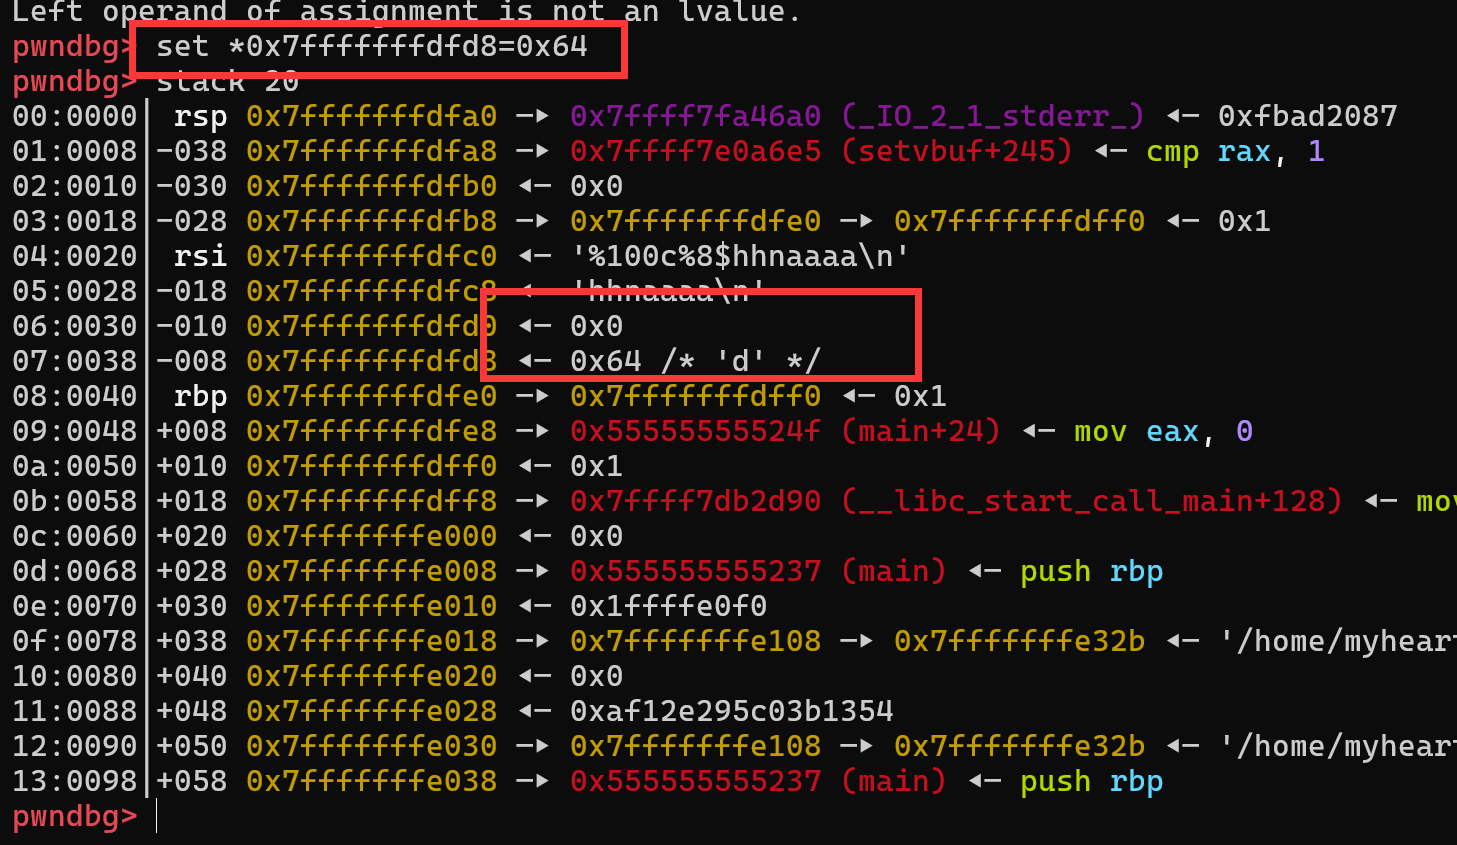 Left operand of assignment is not an lvalue.
pwndbg> set *0x7fffffffdfd8=0x64
pwndbg> stack 20
00:0000│ rsp 0x7fffffffdfa0 —▸ 0x7ffff7fa46a0 (_IO_2_1_stderr_) ◂— 0xfbad2087
01:0008│-038 0x7fffffffdfa8 —▸ 0x7ffff7e0a6e5 (setvbuf+245) ◂— cmp rax, 1
02:0010│-030 0x7fffffffdfb0 ◂— 0x0
03:0018│-028 0x7fffffffdfb8 —▸ 0x7fffffffdfe0 —▸ 0x7fffffffdff0 ◂— 0x1
04:0020│ rsi 0x7fffffffdfc0 ◂— '%100c%8$hhnaaaa\n'
05:0028│-018 0x7fffffffdfc8 ◂— 'hhnaaaa\n'
06:0030│-010 0x7fffffffdfd0 ◂— 0x0
07:0038│-008 0x7fffffffdfd8 ◂— 0x64 /* 'd' */
08:0040│ rbp 0x7fffffffdfe0 —▸ 0x7fffffffdff0 ◂— 0x1
09:0048│+008 0x7fffffffdfe8 —▸ 0x55555555524f (main+24) ◂— mov eax, 0
0a:0050│+010 0x7fffffffdff0 ◂— 0x1
0b:0058│+018 0x7fffffffdff8 —▸ 0x7ffff7db2d90 (__libc_start_call_main+128) ◂— mov
0c:0060│+020 0x7fffffffe000 ◂— 0x0
0d:0068│+028 0x7fffffffe008 —▸ 0x555555555237 (main) ◂— push rbp
0e:0070│+030 0x7fffffffe010 ◂— 0x1ffffe0f0
0f:0078│+038 0x7fffffffe018 —▸ 0x7fffffffe108 —▸ 0x7fffffffe32b ◂— '/home/myheart
10:0080│+040 0x7fffffffe020 ◂— 0x0
11:0088│+048 0x7fffffffe028 ◂— 0xaf12e295c03b1354
12:0090│+050 0x7fffffffe030 —▸ 0x7fffffffe108 —▸ 0x7fffffffe32b ◂— '/home/myheart
13:0098│+058 0x7fffffffe038 —▸ 0x555555555237 (main) ◂— push rbp
pwndbg>